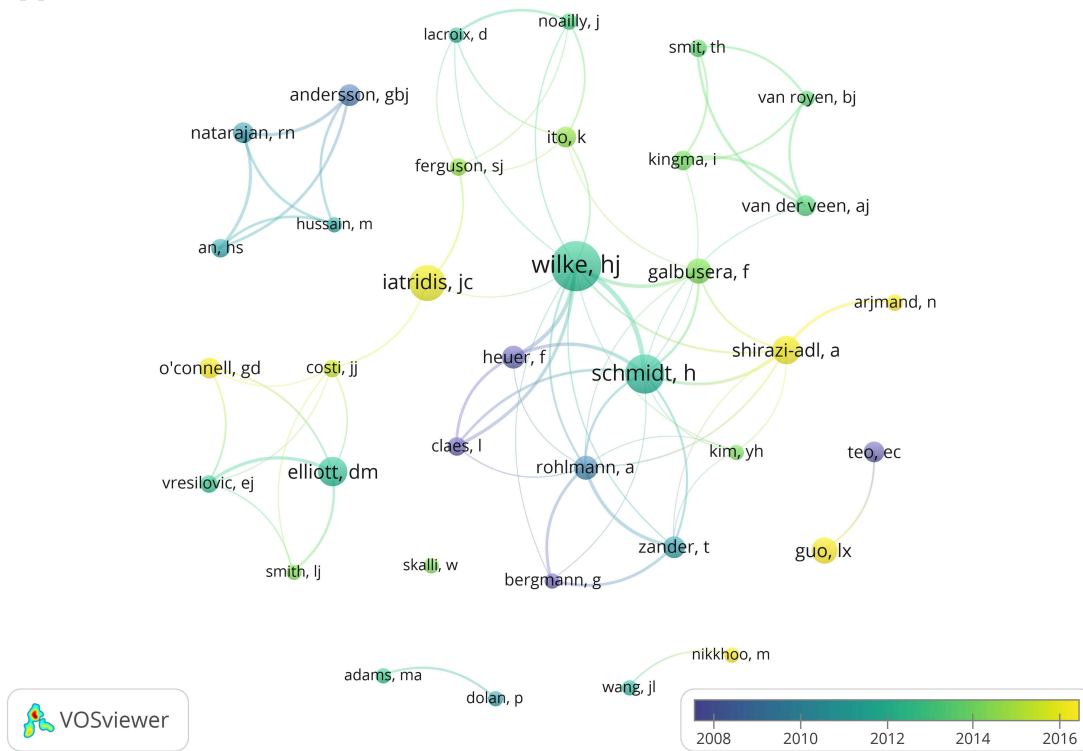 noailly, j
lacroix, d
smit, th
andersson, gbj
van royen, bj
natarajan, rn
ito, k
kingma, i
ferguson, sj
van der veen, aj
hussain, m
an, hs
wilke, hj
galbusera, f
iatridis, jc
arjmand, n
shirazi-adl, a
heuer, f
o'connell, gd
costi, jj
schmidt, h
claes, l
kim, yh
teo, ec
rohlmann, a
elliott, dm
vresilovic, ej
zander, t
guo, lx
skalli, w
smith, lj
bergmann, g
nikkhoo, m
adams, ma
wang, jl
dolan, p
VOSviewer
2008 2010 2012 2014 2016